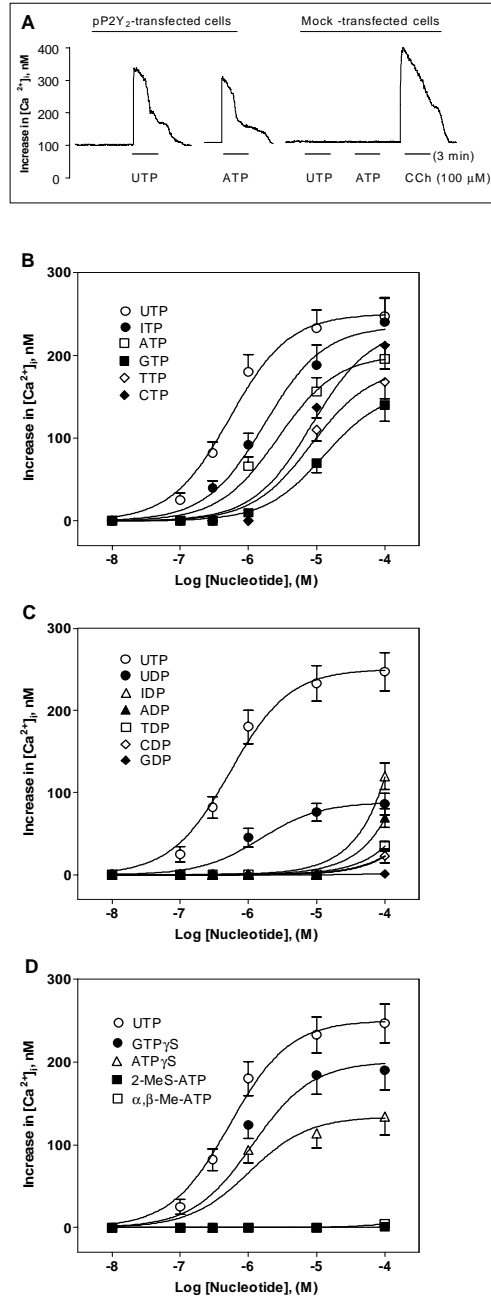 A
pP2Y₂-transfected cells
Mock -transfected cells
Increase in [Ca ²⁺]ᵢ, nM
400
300
200
100
0
(3 min)
UTP
ATP
UTP
ATP
CCh (100 μM)
B
Increase in [Ca²⁺]ᵢ, nM
300
200
100
0
UTP
ITP
ATP
GTP
TTP
CTP
-8
-7
-6
-5
-4
Log [Nucleotide], (M)
C
Increase in [Ca²⁺]ᵢ, nM
300
200
100
0
UTP
UDP
IDP
ADP
TDP
CDP
GDP
-8
-7
-6
-5
-4
Log [Nucleotide], (M)
D
Increase in [Ca²⁺]ᵢ, nM
300
200
100
0
UTP
GTPγS
ATPγS
2-MeS-ATP
α,β-Me-ATP
-8
-7
-6
-5
-4
Log [Nucleotide], (M)